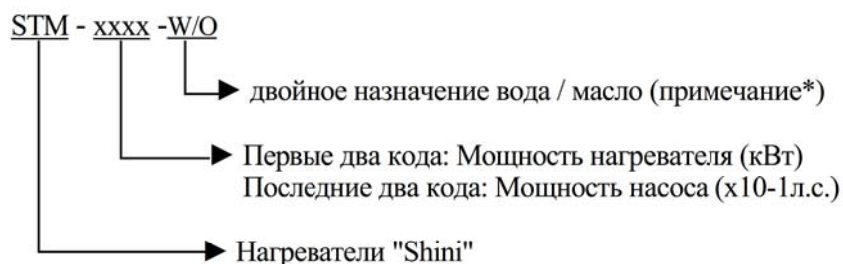 STM - xxxx -W/O
двойное назначение вода / масло (примечание*)
Первые два кода: Мощность нагревателя (кВт)
Последние два кода: Мощность насоса (x10-1л.с.)
Нагреватели "Shini"